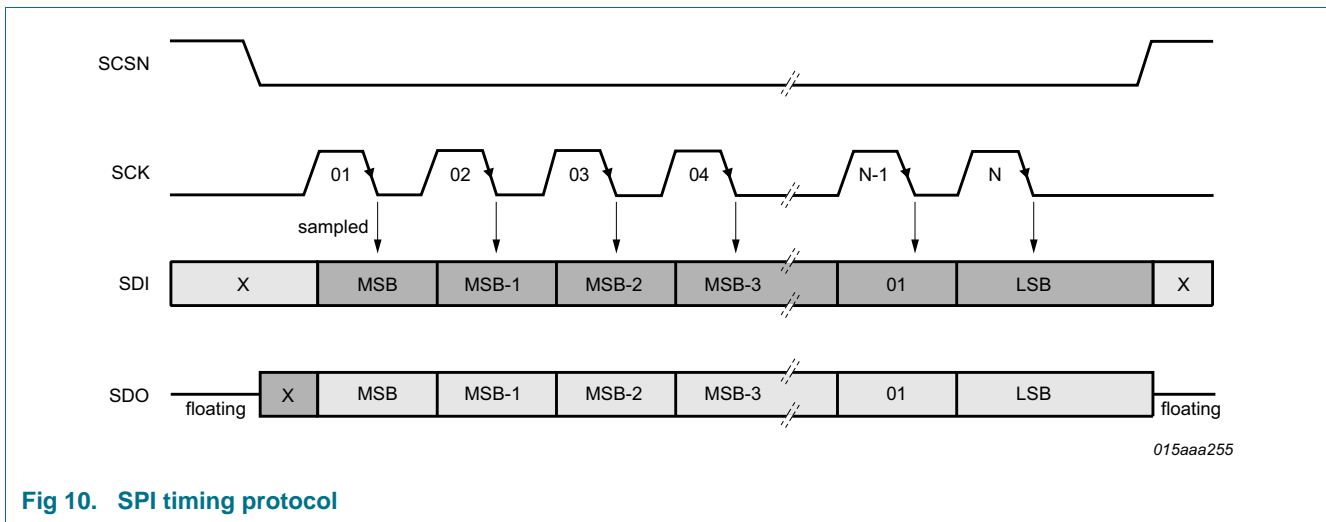 SCSN
SCK
01 02 03 04 N-1 N
sampled
SDI
X MSB MSB-1 MSB-2 MSB-3 01 LSB X
SDO
floating
X MSB MSB-1 MSB-2 MSB-3 01 LSB
floating
015aaa255
Fig 10. SPI timing protocol